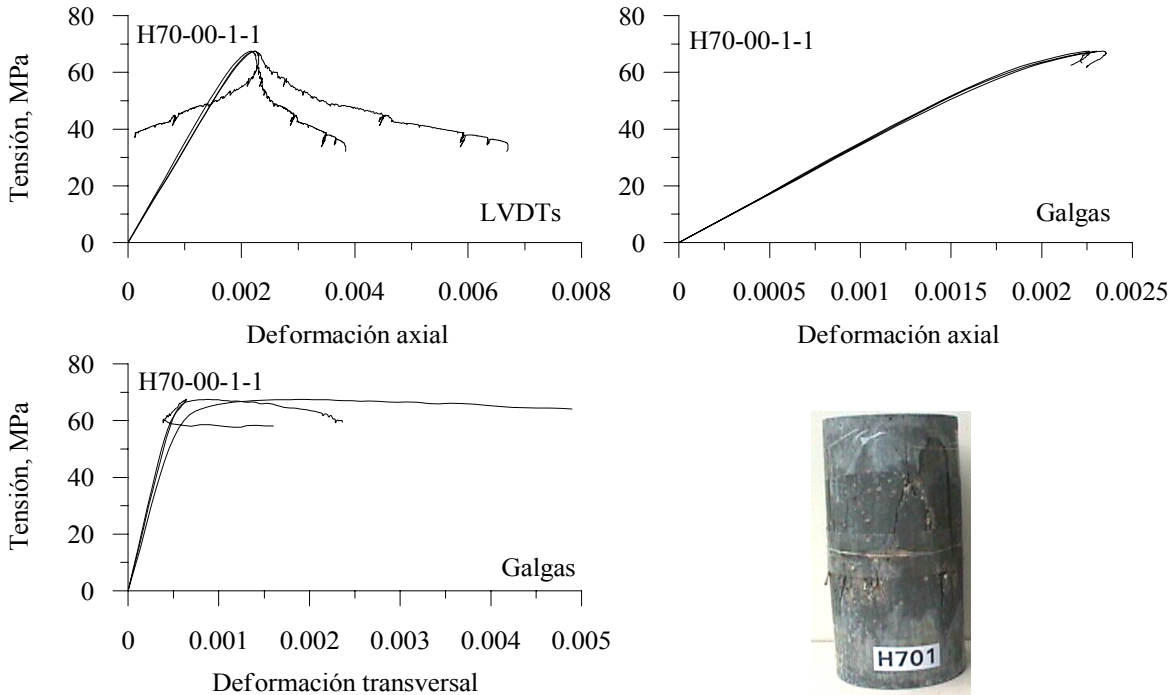 80
H70-00-1-1
60
40
20
0
Tensión, MPa
LVDTs
0 0.002 0.004 0.006 0.008
Deformación axial
80
H70-00-1-1
60
40
20
0
Galgas
0 0.0005 0.001 0.0015 0.002 0.0025
Deformación axial
80
H70-00-1-1
60
40
20
0
Tensión, MPa
Galgas
0 0.001 0.002 0.003 0.004 0.005
Deformación transversal
H701